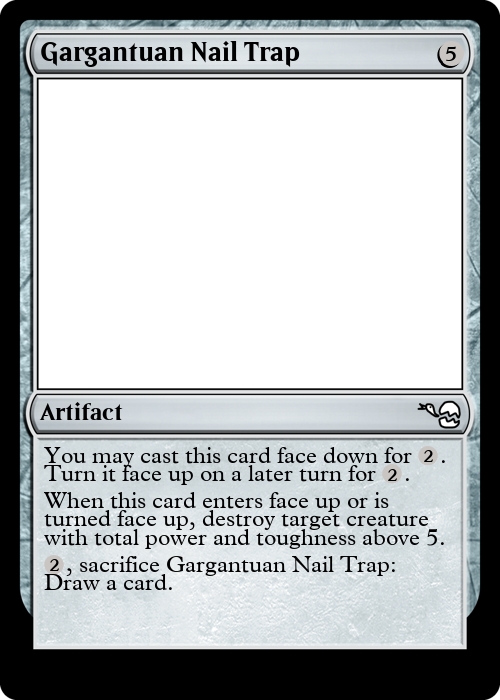 Gargantuan Nail Trap 5
Artifact
You may cast this card face down for 2.
Turn it face up on a later turn for 2.
When this card enters face up or is
turned face up, destroy target creature
with total power and toughness above 5.
2, sacrifice Gargantuan Nail Trap:
Draw a card.